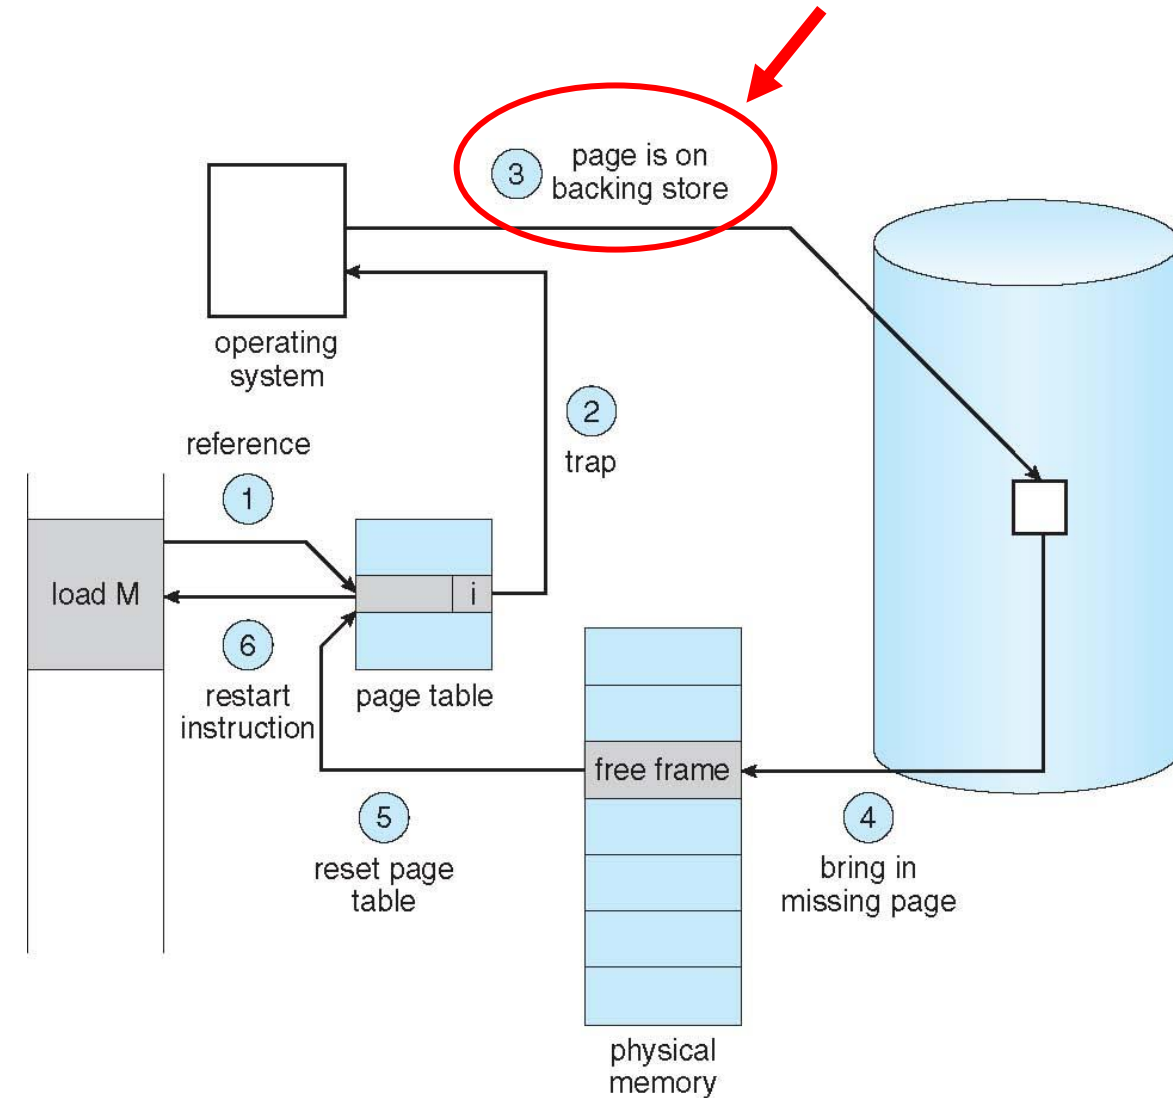 3
page is on
backing store
operating
system
2
trap
reference
1
load M
i
6
restart
instruction
page table
free frame
5
reset page
table
4
bring in
missing page
physical
memory